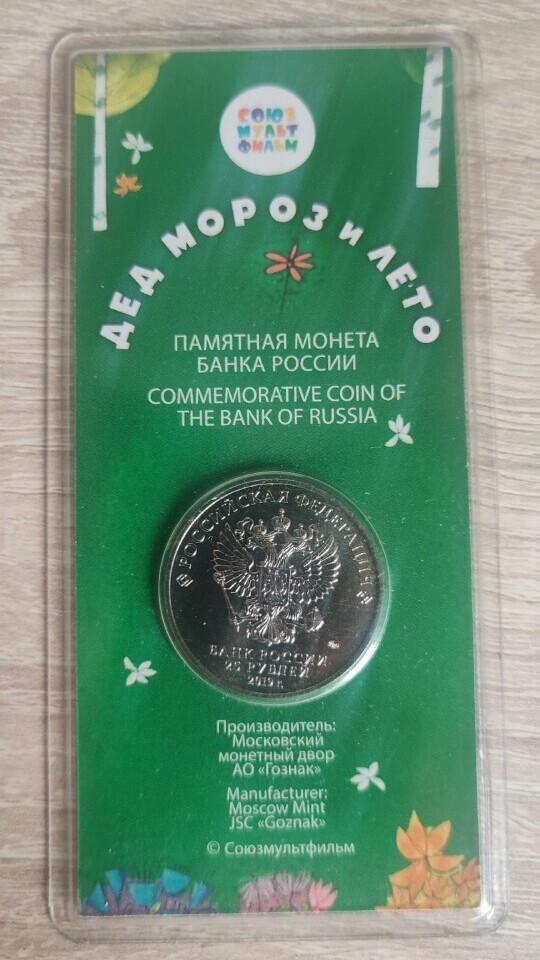 СОЮЗ
МУЛЬТ
ФИЛЬМ
ДЕД МОРОЗ И ЛЕТО
ПАМЯТНАЯ МОНЕТА
БАНКА РОССИИ
COMMEMORATIVE COIN OF
THE BANK OF RUSSIA
РОССИЙСКАЯ ФЕДЕРАЦИЯ
БАНК РОССИИ
25 РУБЛЕЙ
2019 г.
Производитель:
Московский
монетный двор
АО «Гознак»
Manufacturer:
Moscow Mint
JSC «Goznak»
© Союзмультфильм